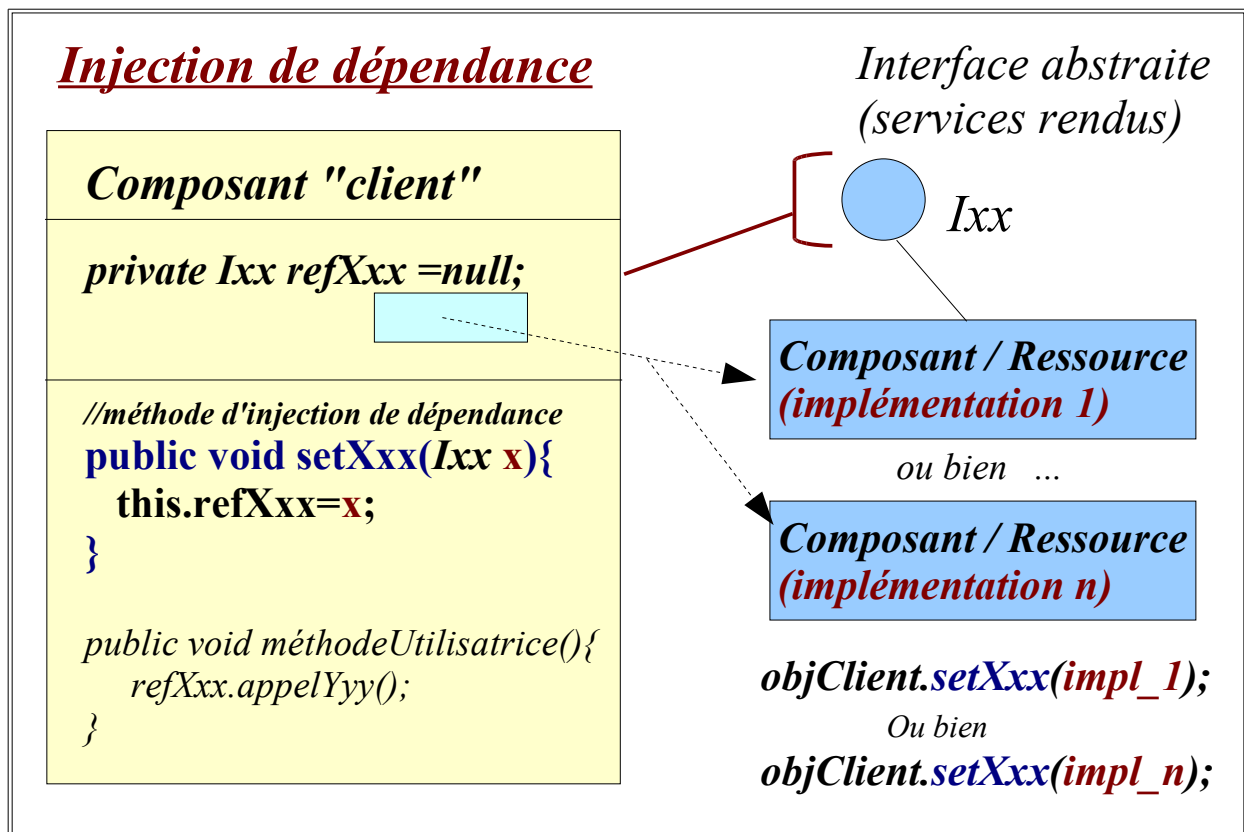 Injection de dépendance
Composant "client"
private Ixx refXxx =null;
//méthode d'injection de dépendance
public void setXxx(Ixx x){
this.refXxx=x;
}
public void méthodeUtilisatrice(){
refXxx.appelYyy();
}
Interface abstraite
(services rendus)
Ixx
Composant / Ressource
(implémentation 1)
ou bien ...
Composant / Ressource
(implémentation n)
objClient.setXxx(impl_1);
Ou bien
objClient.setXxx(impl_n);